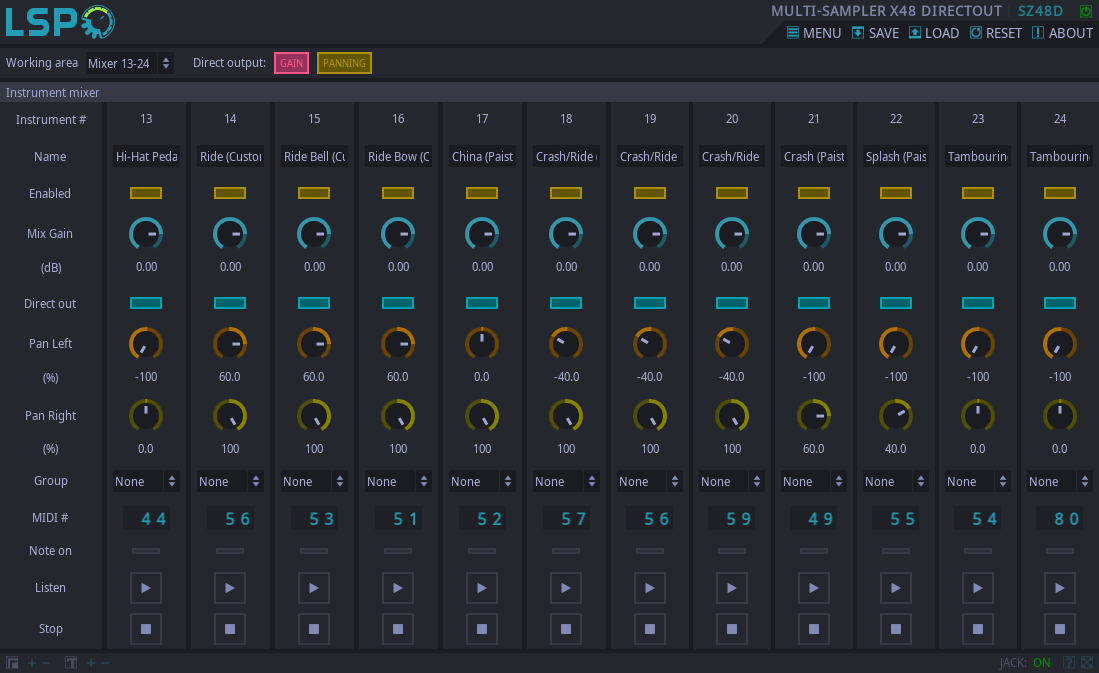 LSP MULTI-SAMPLER X48 DIRECTOUT SZ48D
MENU SAVE LOAD RESET ABOUT
Working area Mixer 13-24 Direct output: GAIN PANNING
Instrument mixer
Instrument # 13 14 15 16 17 18 19 20 21 22 23 24
Name Hi-Hat Peda Ride (Custor Ride Bell (Cu Ride Bow (C China (Paist Crash/Ride ( Crash/Ride Crash/Ride Crash (Paist Splash (Pais Tambourin Tambourin
Enabled
Mix Gain
(dB) 0.00 0.00 0.00 0.00 0.00 0.00 0.00 0.00 0.00 0.00 0.00 0.00
Direct out
Pan Left
(%) -100 60.0 60.0 60.0 0.0 -40.0 -40.0 -40.0 -100 -100 -100 -100
Pan Right
(%) 0.0 100 100 100 100 100 100 100 60.0 40.0 0.0 0.0
Group None None None None None None None None None None None None
MIDI # 44 56 53 51 52 57 56 59 49 55 54 80
Note on
Listen
Stop
+ - T + - JACK: ON ?